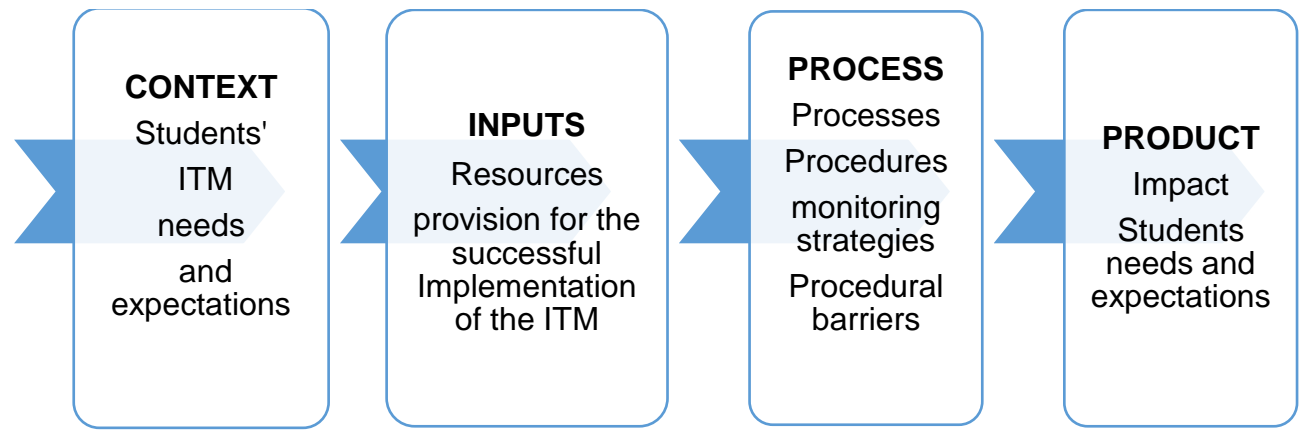 CONTEXT
Students'
ITM
needs
and
expectations
INPUTS
Resources
provision for the
successful
Implementation
of the ITM
PROCESS
Processes
Procedures
monitoring
strategies
Procedural
barriers
PRODUCT
Impact
Students
needs and
expectations